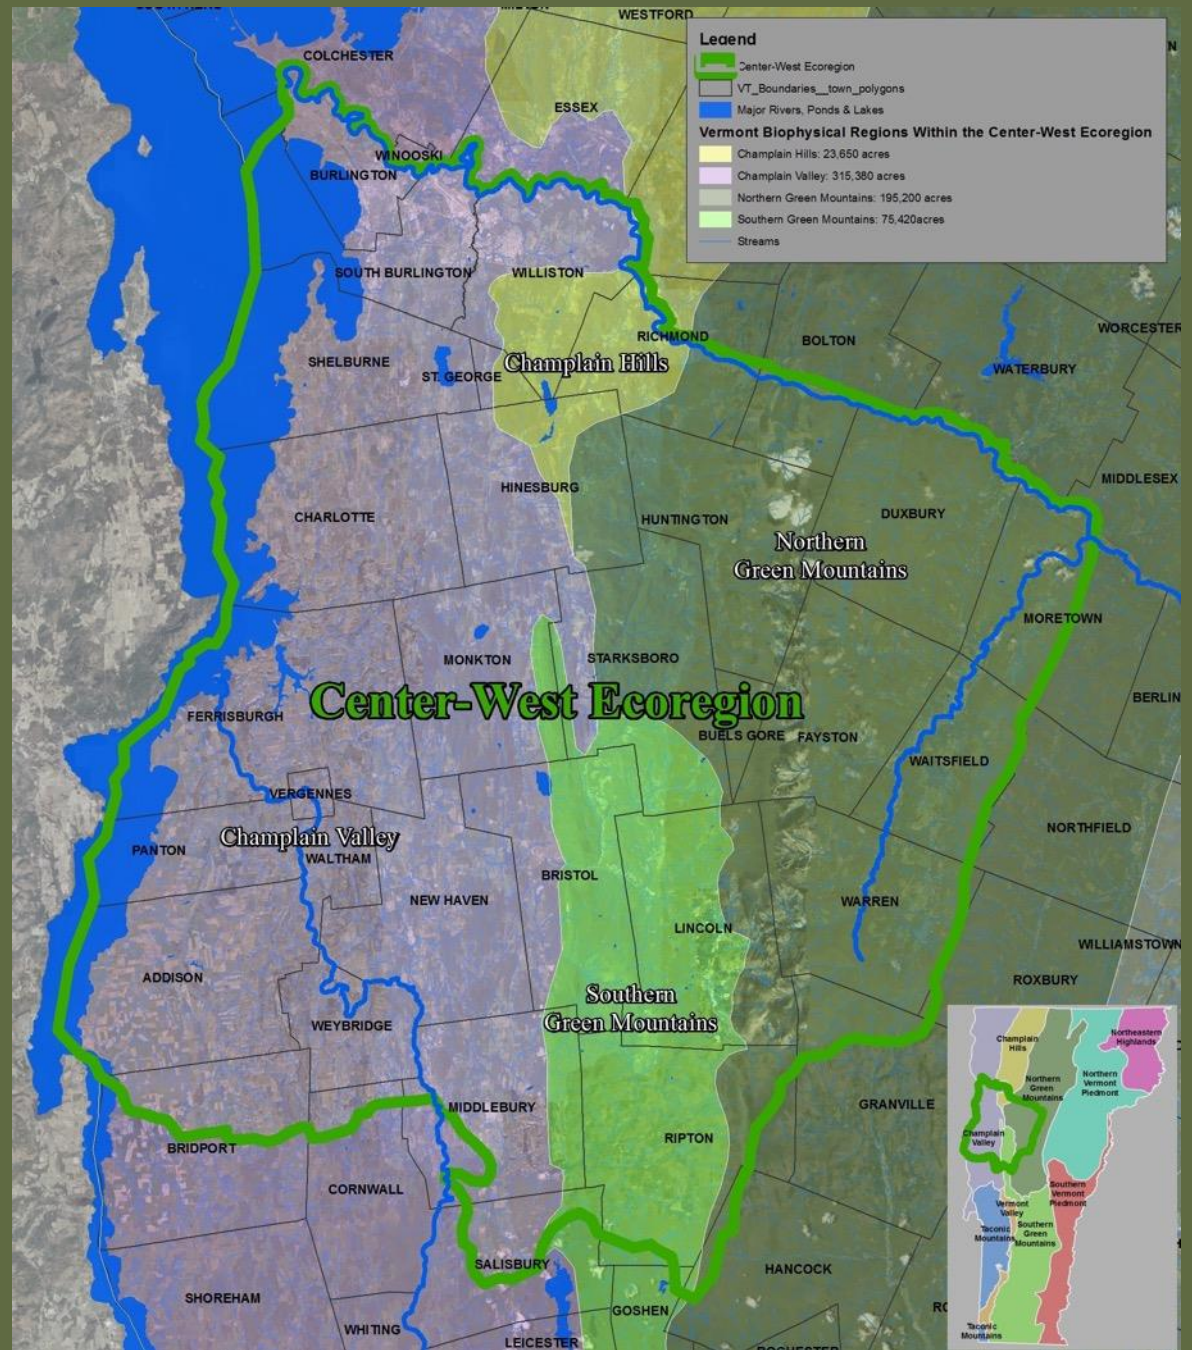 WESTFORD
COLCHESTER
ESSEX
WINOOSKI
BURLINGTON
SOUTH BURLINGTON
WILLISTON
RICHMOND
BOLTON
WORCESTER
SHELBURNE
ST. GEORGE
Champlain Hills
WATERBURY
MIDDLESEX
HINESBURG
CHARLOTTE
HUNTINGTON
DUXBURY
Northern
Green Mountains
MORETOWN
MONKTON
STARKSBORO
Center-West Ecoregion
BERLIN
FERRISBURGH
BUELS GORE
FAYSTON
WAITSFIELD
VERGENNES
Champlain Valley
NORTHFIELD
PANTON
WALTHAM
BRISTOL
NEW HAVEN
WARREN
LINCOLN
WILLIAMSTOWN
ADDISON
ROXBURY
Southern
Green Mountains
WEYBRIDGE
MIDDLEBURY
GRANVILLE
BRIDPORT
RIPTON
CORNWALL
SALISBURY
HANCOCK
SHOREHAM
GOSHEN
WHITING
LEICESTER
Legend
Center-West Ecoregion
VT_Boundaries__town_polygons
Major Rivers, Ponds & Lakes
Vermont Biophysical Regions Within the Center-West Ecoregion
Champlain Hills: 23,650 acres
Champlain Valley: 315,380 acres
Northern Green Mountains: 195,200 acres
Southern Green Mountains: 75,420acres
Streams
Champlain
Hills
Northeastern
Highlands
Northern
Green
Mountains
Northern
Vermont
Piedmont
Champlain
Valley
Southern
Vermont
Piedmont
Vermont
Valley
Taconic
Mountains
Southern
Green
Mountains
Taconic
Mountains